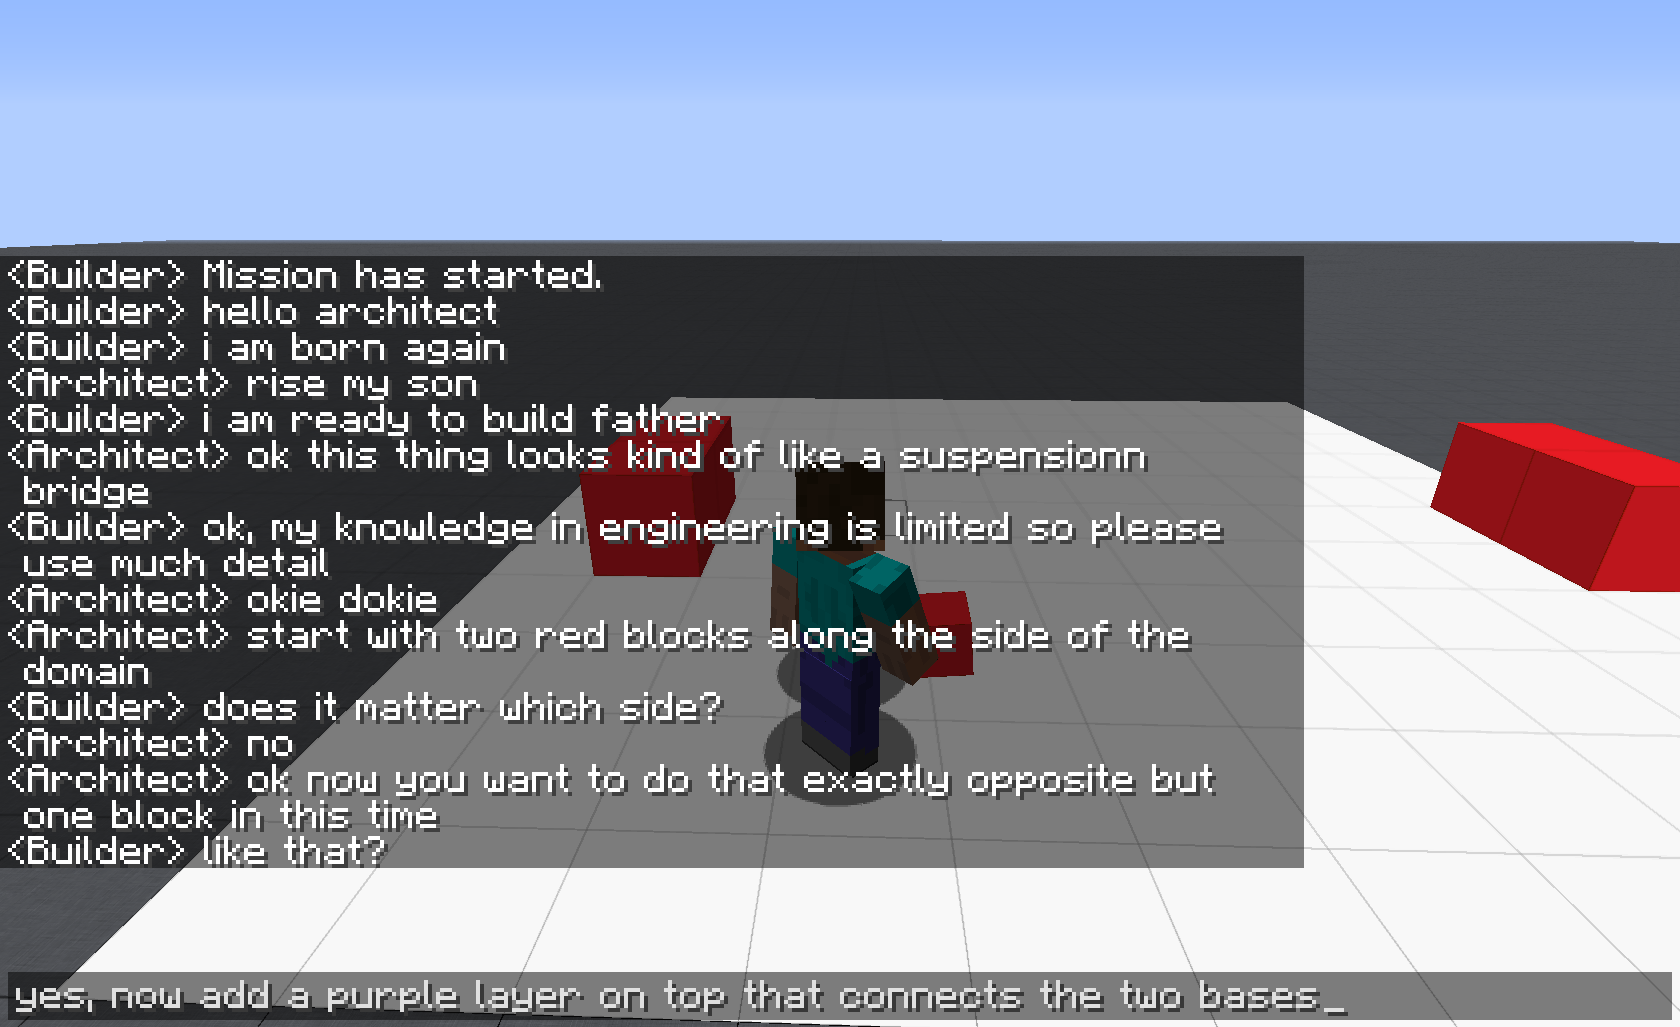 <Builder> Mission has started.
<Builder> hello architect
<Builder> i am born again
<Architect> rise my son
<Builder> i am ready to build father
<Architect> ok this thing looks kind of like a suspensionn
bridge
<Builder> ok, my knowledge in engineering is limited so please
use much detail
<Architect> okie dokie
<Architect> start with two red blocks along the side of the
domain
<Builder> does it matter which side?
<Architect> no
<Architect> ok now you want to do that exactly opposite but
one block in this time
<Builder> like that?
yes, now add a purple layer on top that connects the two bases_